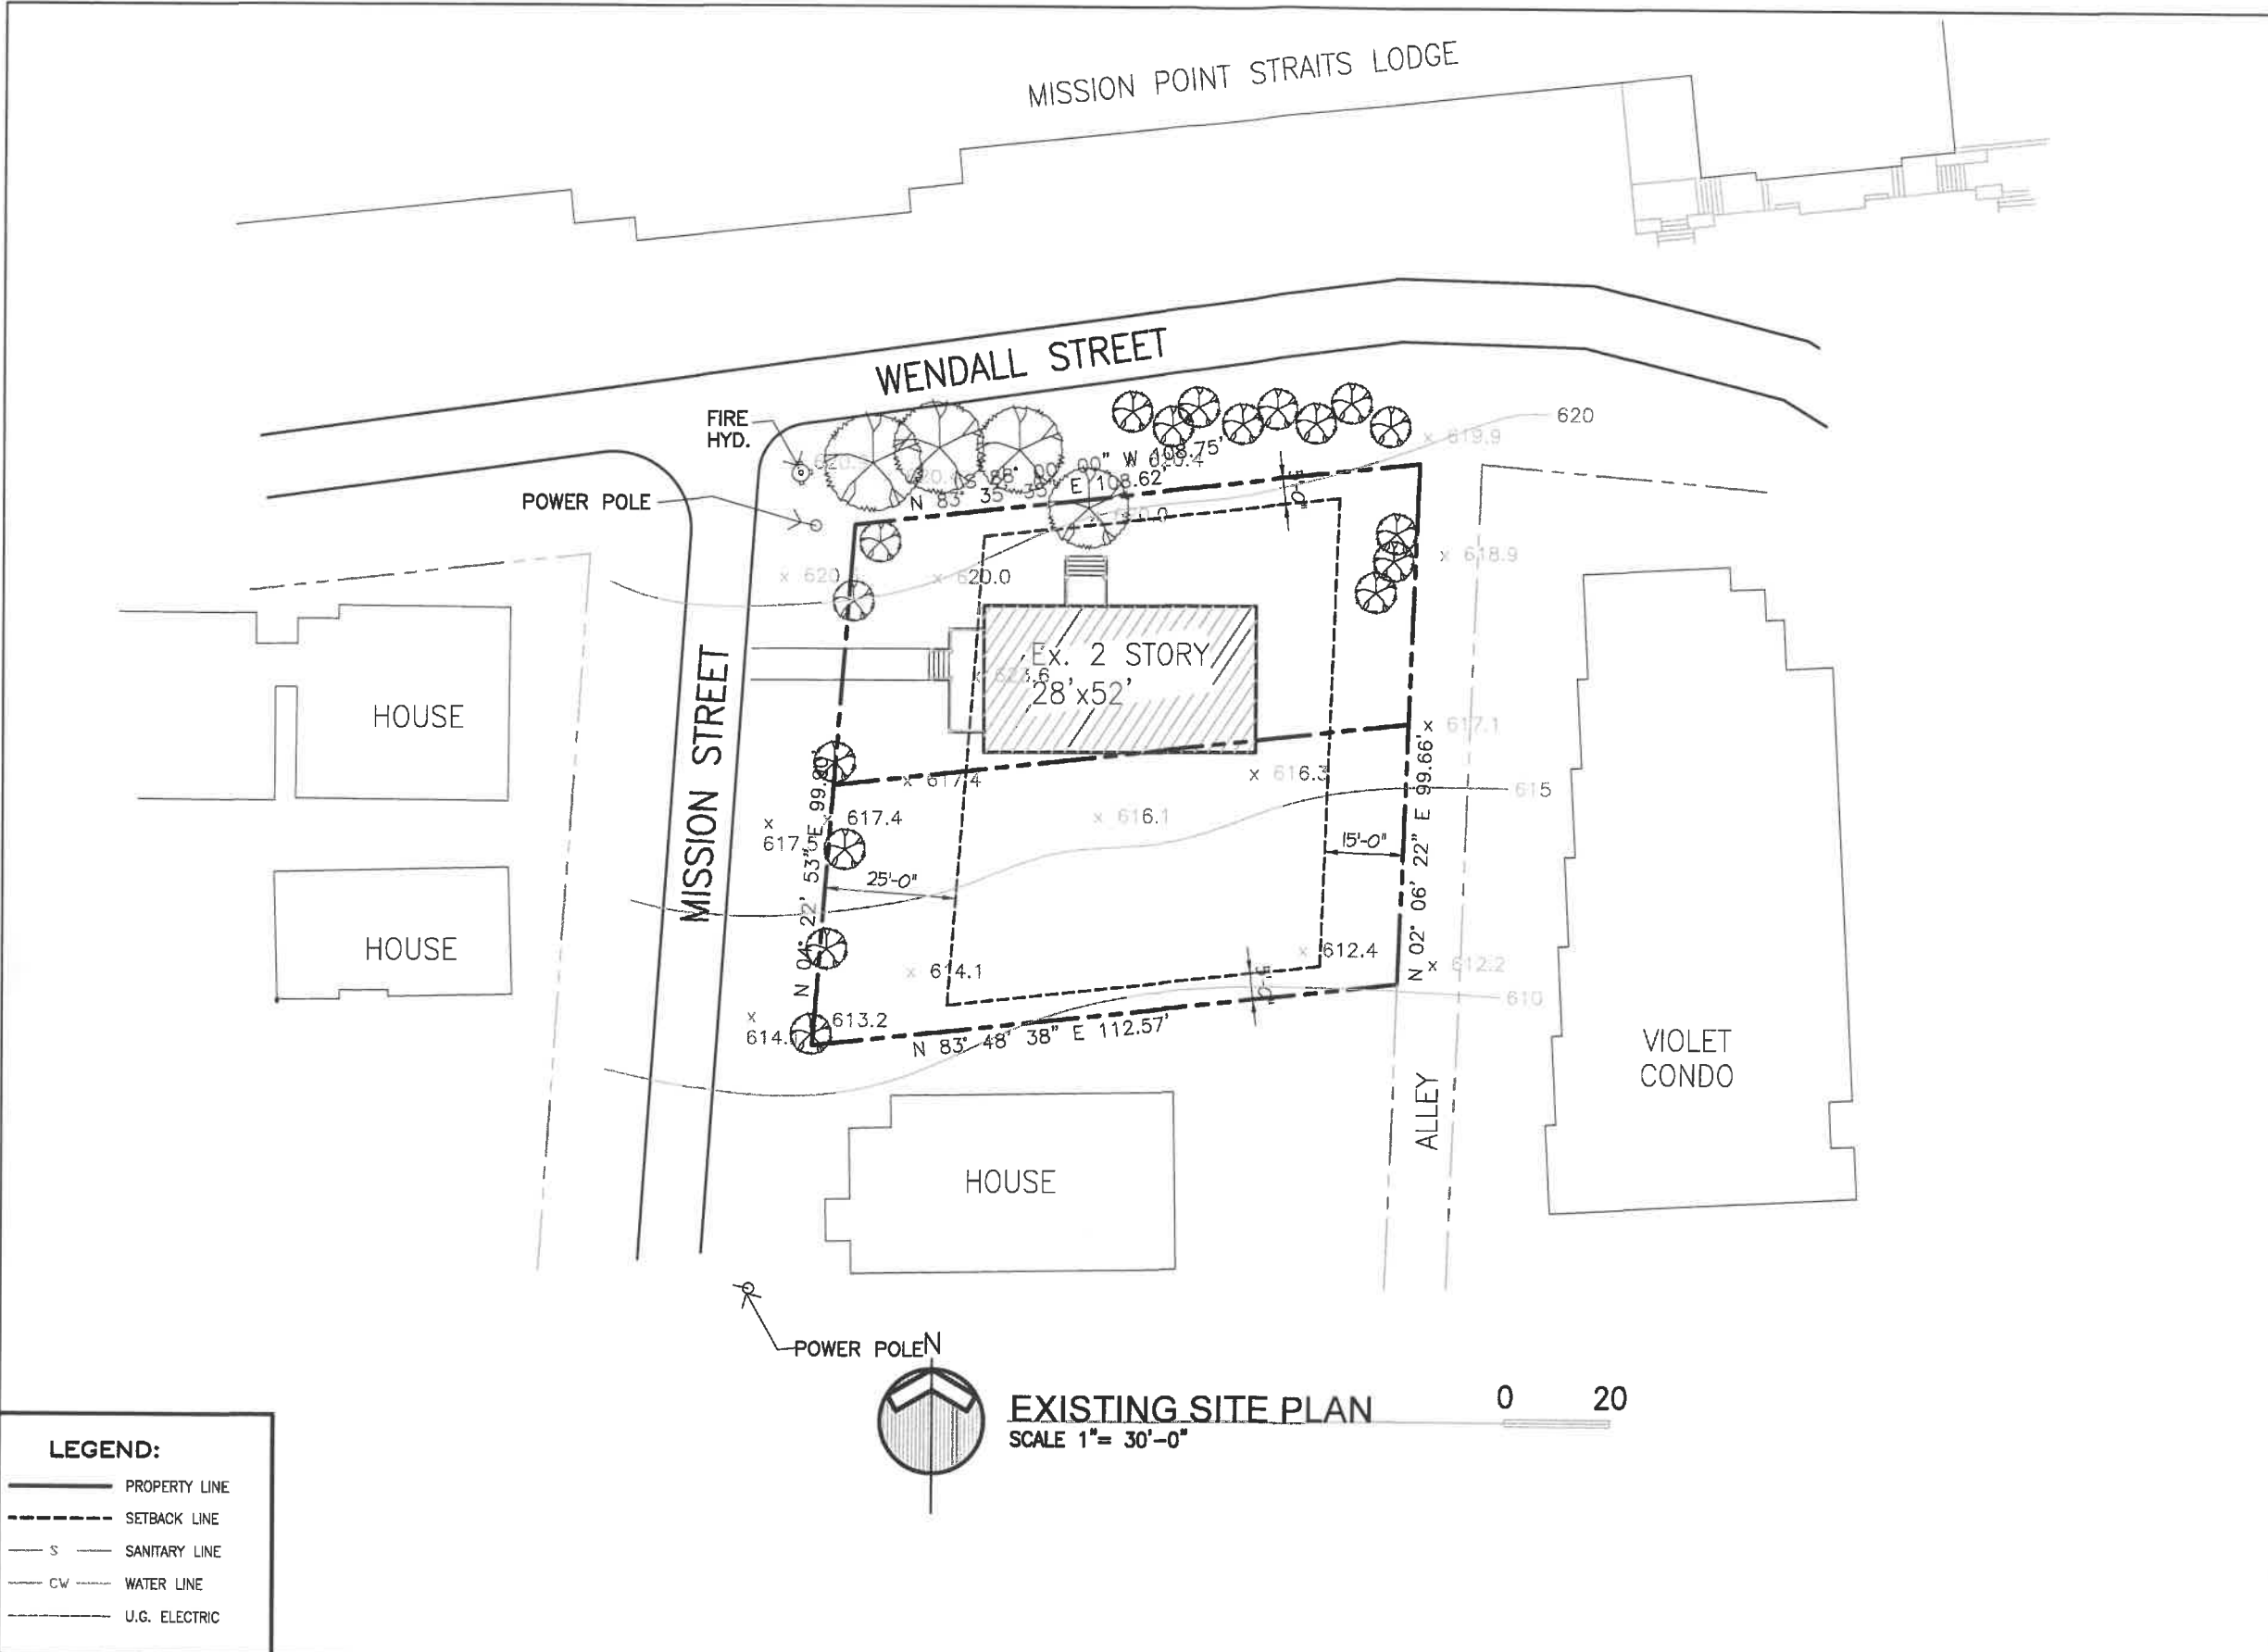 MISSION POINT STRAITS LODGE
WENDALL STREET
FIRE
HYD.
POWER POLE
620
x 619.9
N 83° 35' 35" E 108.62'
x 618.9
x 620.0
MISSION STREET
Ex. 2 STORY
28'x52'
HOUSE
x 617.1
x 617.4
x 616.3
615
x 617.4
x 616.1
15'-0"
25'-0"
N 02° 06' 22" E 99.66'
HOUSE
x 612.4
x 612.2
x 614.1
610
x 613.2
N 83° 48' 38" E 112.57'
VIOLET
CONDO
ALLEY
HOUSE
POWER POLE
N
EXISTING SITE PLAN
SCALE 1"= 30'-0"
0 20
LEGEND:
PROPERTY LINE
SETBACK LINE
S SANITARY LINE
CW WATER LINE
U.G. ELECTRIC